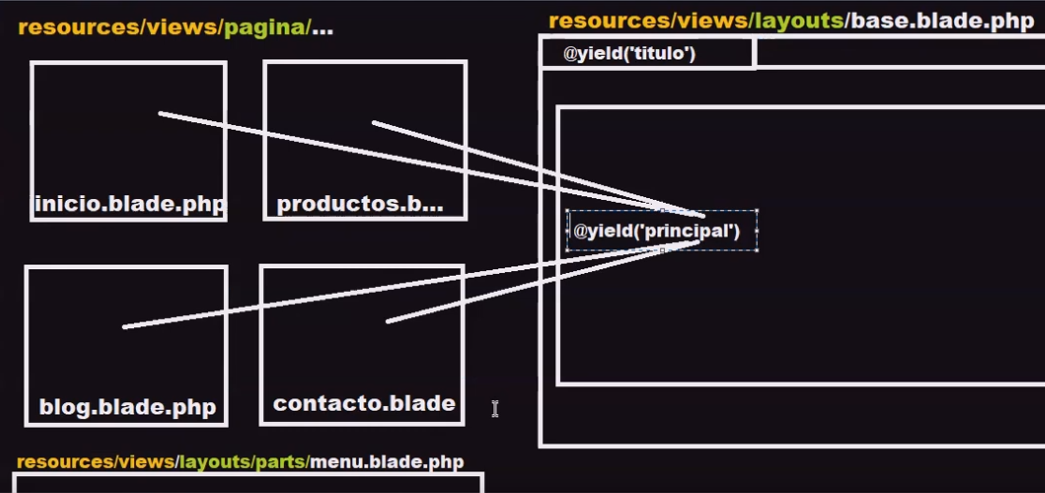 resources/views/pagina/...
inicio.blade.php
productos.b...
blog.blade.php
contacto.blade
resources/views/layouts/parts/menu.blade.php
resources/views/layouts/base.blade.php
@yield('titulo')
@yield('principal')